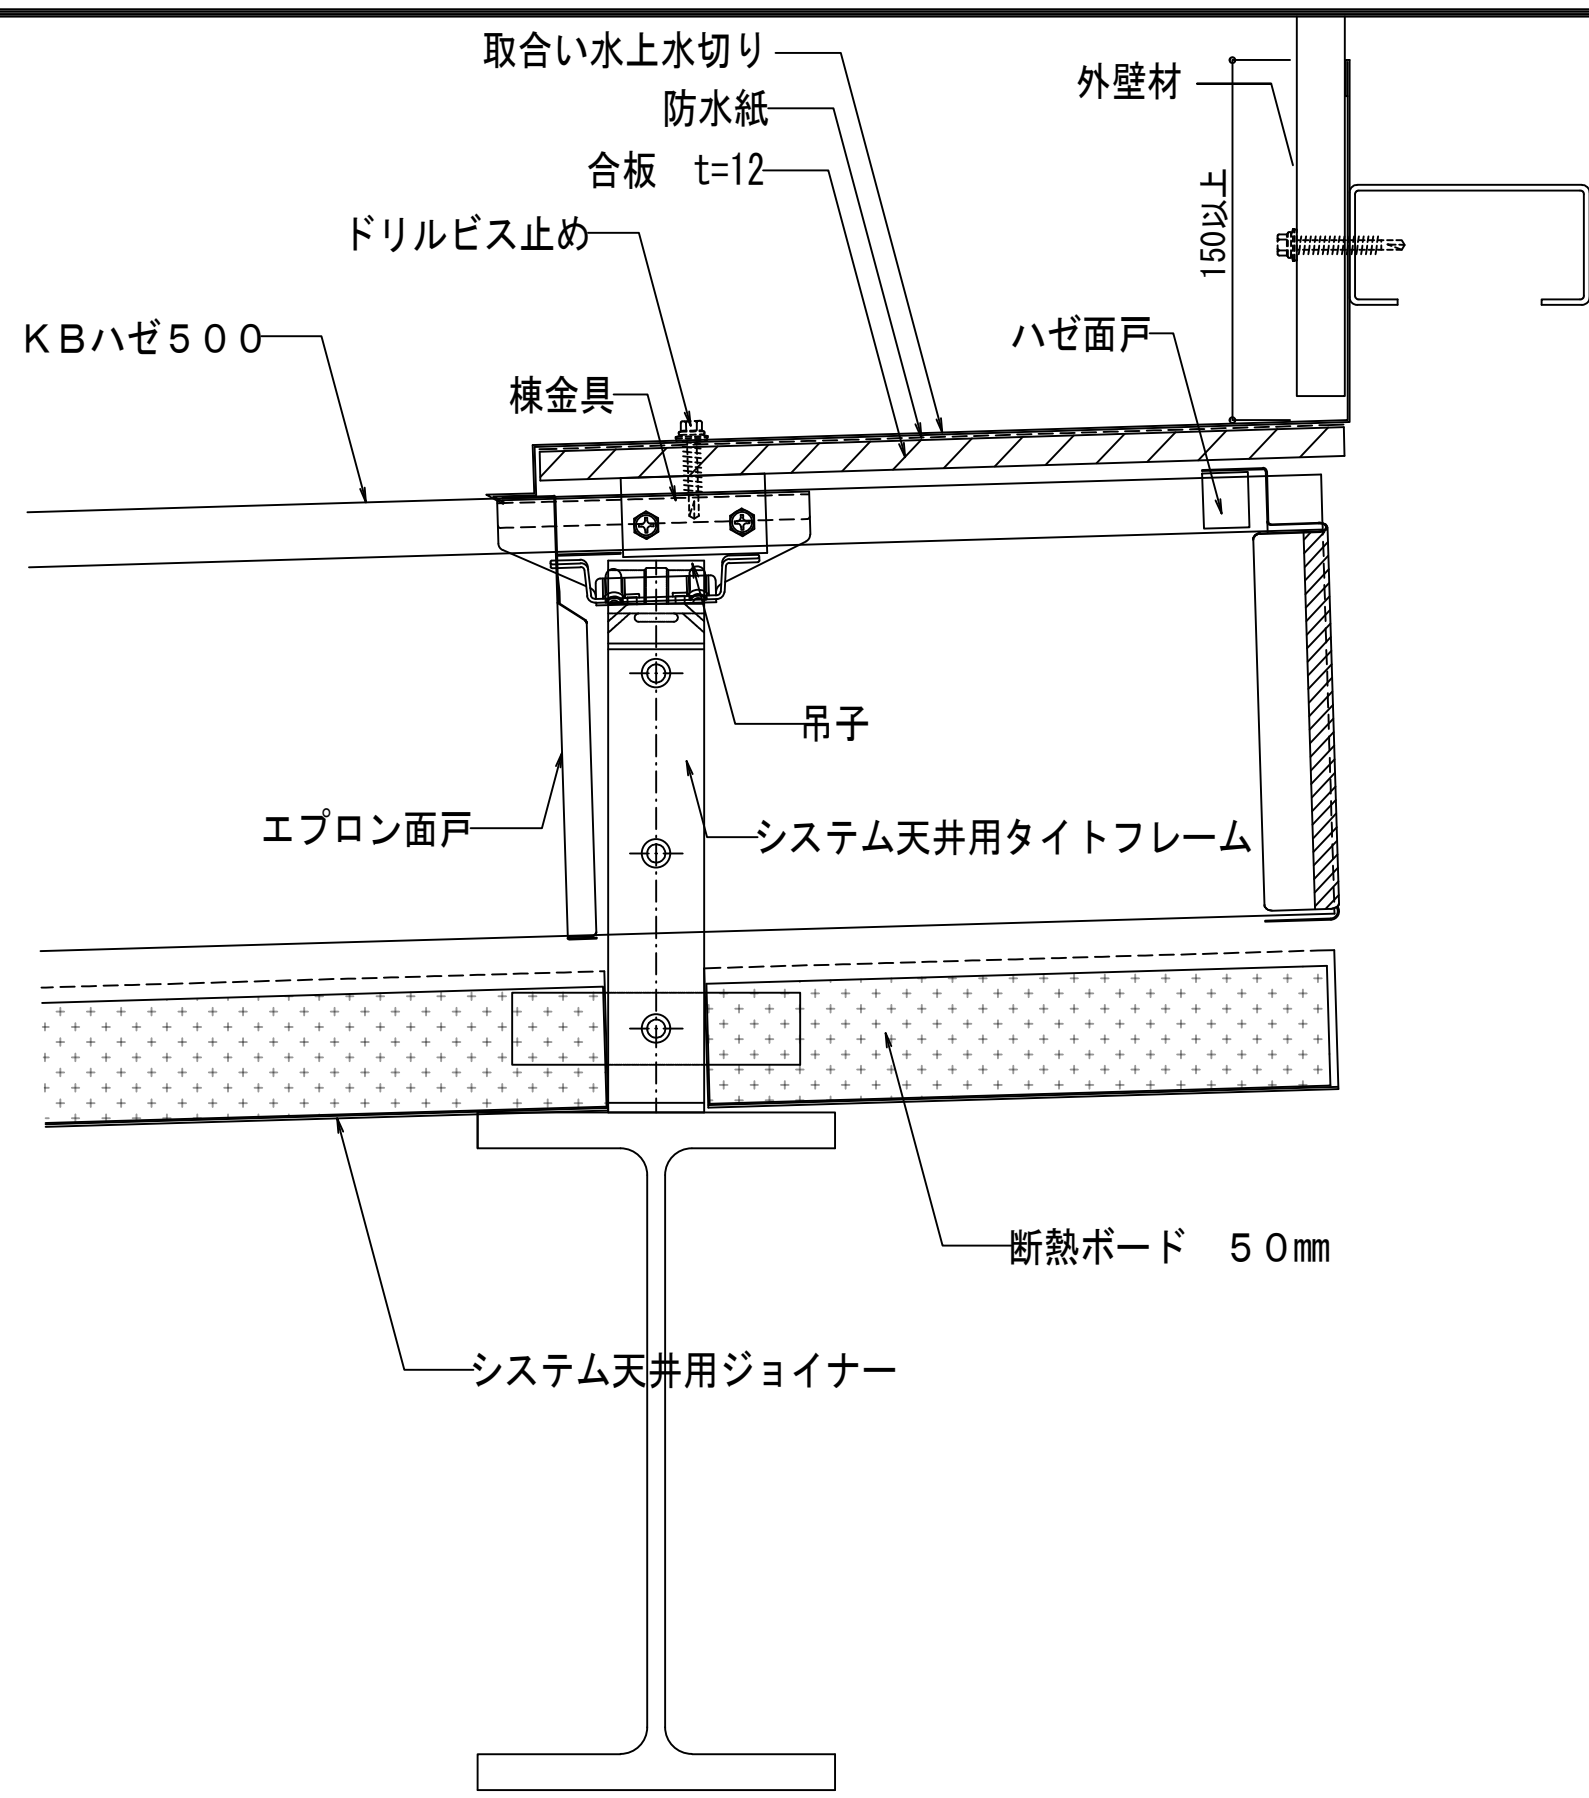 取合い水上水切り
外壁材
防水紙
合板　t=12
150以上
ドリルビス止め
ＫＢハゼ５００
ハゼ面戸
棟金具
吊子
エプロン面戸
システム天井用タイトフレーム
断熱ボード　５０㎜
システム天井用ジョイナー